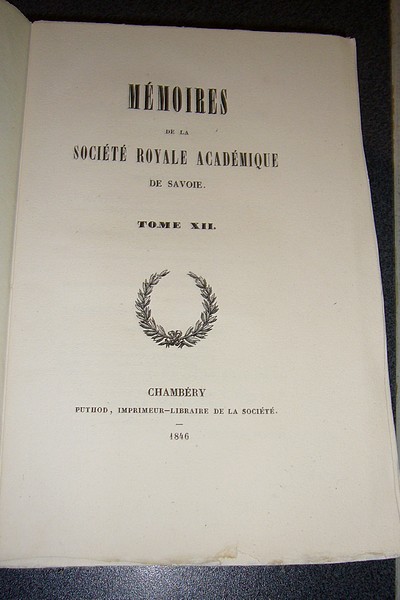 MÉMOIRES
DE LA
SOCIÉTÉ ROYALE ACADÉMIQUE
DE SAVOIE.
TOME XII.
CHAMBÉRY
PUTHOD, IMPRIMEUR-LIBRAIRE DE LA SOCIÉTÉ.
1846